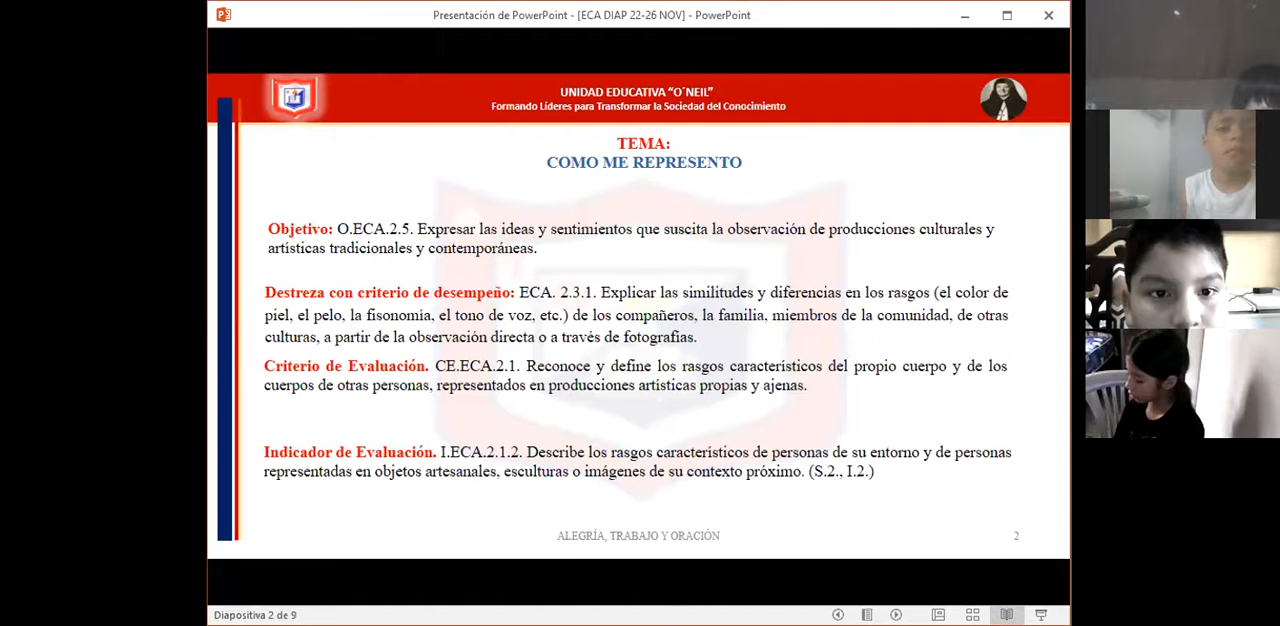 Presentación de PowerPoint - [ECA DIAP 22-26 NOV] - PowerPoint
UNIDAD EDUCATIVA “O´NEIL”
Formando Líderes para Transformar la Sociedad del Conocimiento
TEMA:
COMO ME REPRESENTO
Objetivo: O.ECA.2.5. Expresar las ideas y sentimientos que suscita la observación de producciones culturales y
artísticas tradicionales y contemporáneas.
Destreza con criterio de desempeño: ECA. 2.3.1. Explicar las similitudes y diferencias en los rasgos (el color de
piel, el pelo, la fisonomía, el tono de voz, etc.) de los compañeros, la familia, miembros de la comunidad, de otras
culturas, a partir de la observación directa o a través de fotografías.
Criterio de Evaluación. CE.ECA.2.1. Reconoce y define los rasgos característicos del propio cuerpo y de los
cuerpos de otras personas, representados en producciones artísticas propias y ajenas.
Indicador de Evaluación. I.ECA.2.1.2. Describe los rasgos característicos de personas de su entorno y de personas
representadas en objetos artesanales, esculturas o imágenes de su contexto próximo. (S.2., I.2.)
ALEGRÍA, TRABAJO Y ORACIÓN
2
Diapositiva 2 de 9